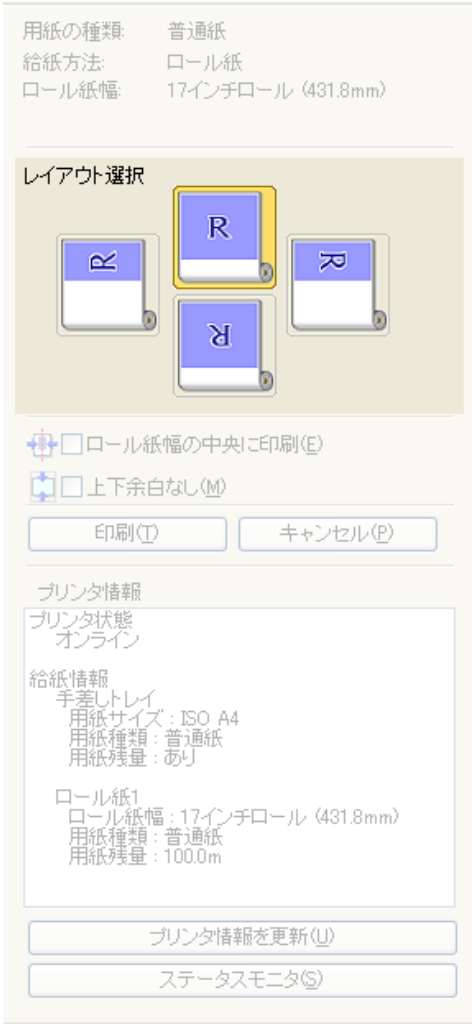 用紙の種類: 普通紙
給紙方法: ロール紙
ロール紙幅: 17インチロール (431.8mm)
レイアウト選択
R
R R
R
ロール紙幅の中央に印刷(E)
上下余白なし(M)
印刷(T) キャンセル(P)
プリンタ情報
プリンタ状態
オンライン
給紙情報
手差しトレイ
用紙サイズ : ISO A4
用紙種類 : 普通紙
用紙残量 : あり
ロール紙1
ロール紙幅 : 17インチロール (431.8mm)
用紙種類 : 普通紙
用紙残量 : 100.0m
プリンタ情報を更新(U)
ステータスモニタ(S)